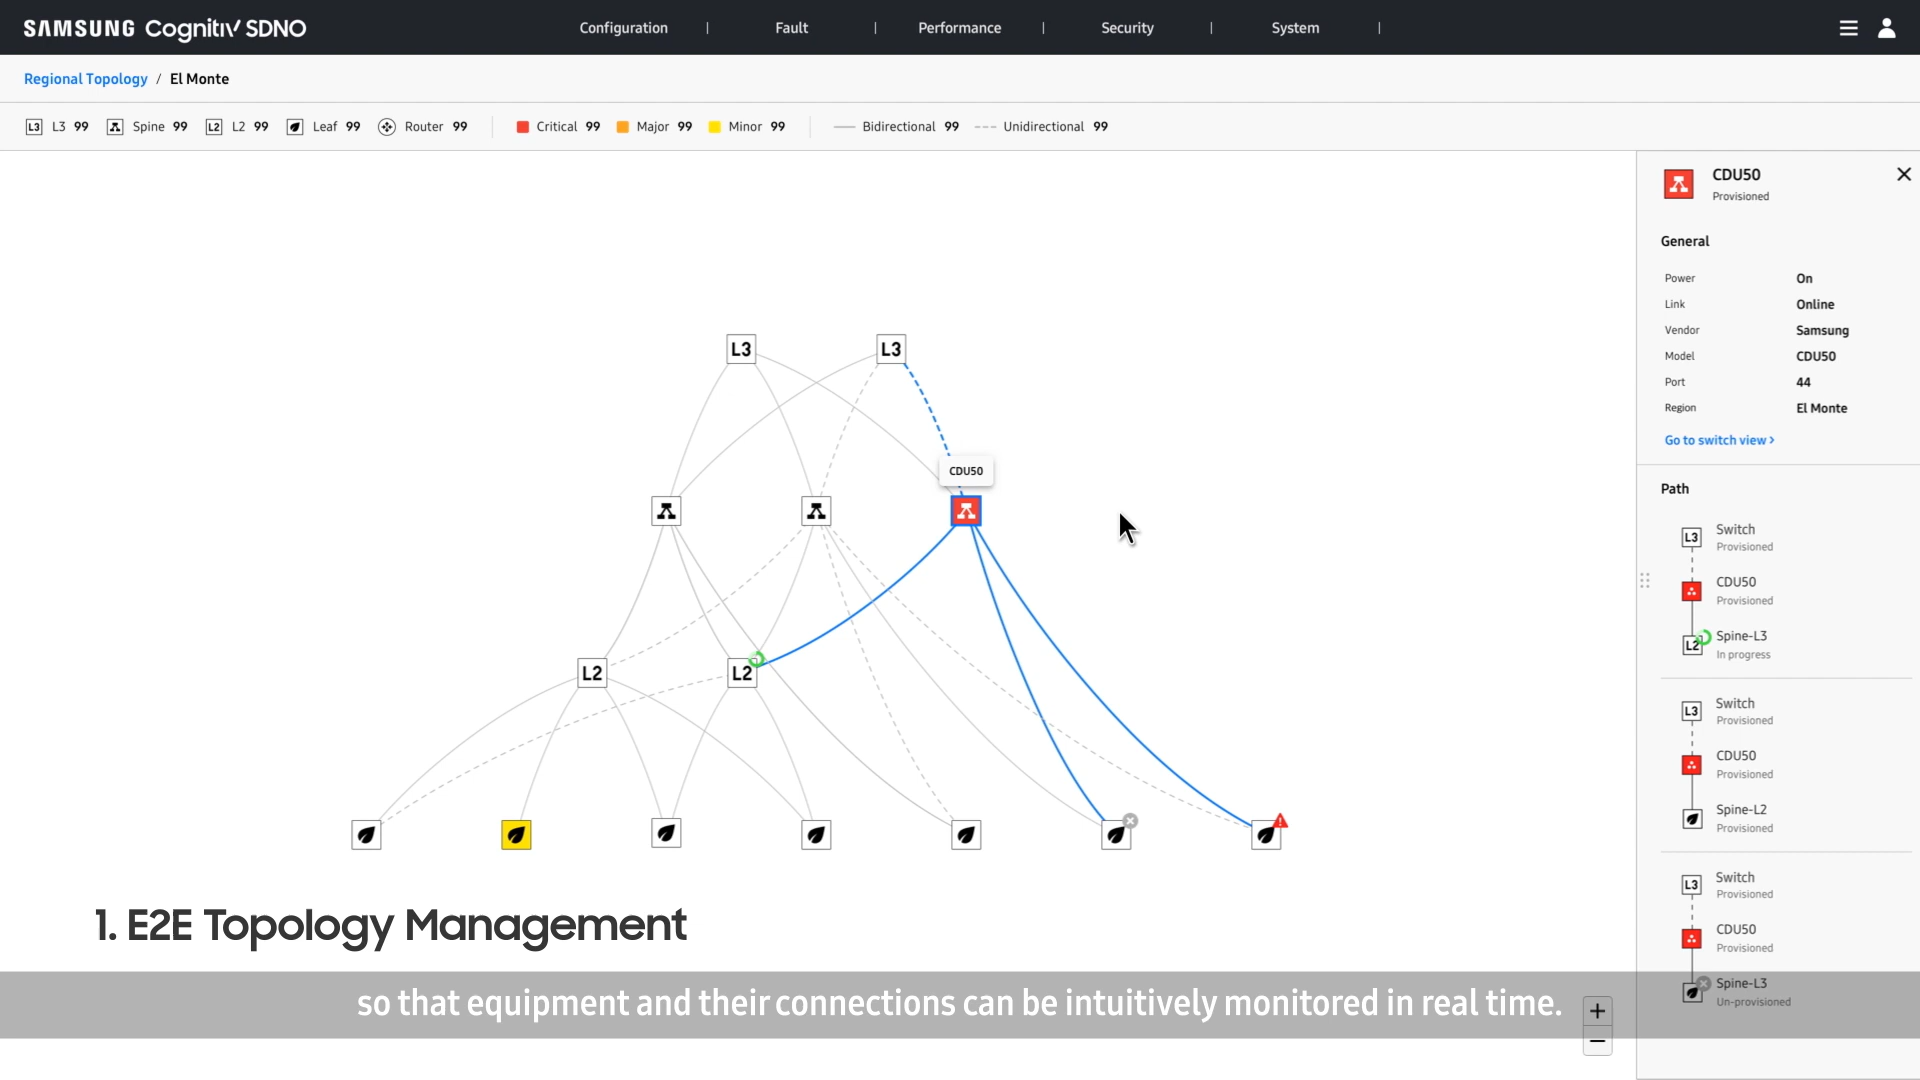 SAMSUNG Cognitiv SDNO
Configuration | Fault | Performance | Security | System |
Regional Topology / El Monte
L3 L3 99 Spine 99 L2 L2 99 Leaf 99 Router 99 Critical 99 Major 99 Minor 99 Bidirectional 99 Unidirectional 99
CDU50
Provisioned
General
Power On
Link Online
Vendor Samsung
Model CDU50
Port 44
Region El Monte
Go to switch view >
Path
L3 Switch
Provisioned
CDU50
Provisioned
L2 Spine-L3
In progress
L3 Switch
Provisioned
CDU50
Provisioned
Spine-L2
Provisioned
L3 Switch
Provisioned
CDU50
Provisioned
Spine-L3
Un-provisioned
L3 L3
CDU50
L2 L2
1. E2E Topology Management
so that equipment and their connections can be intuitively monitored in real time.
+
−